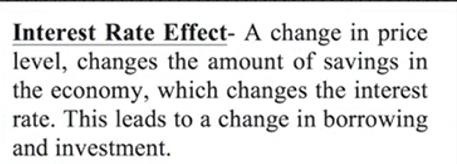 Interest Rate Effect- A change in price
level, changes the amount of savings in
the economy, which changes the interest
rate. This leads to a change in borrowing
and investment.